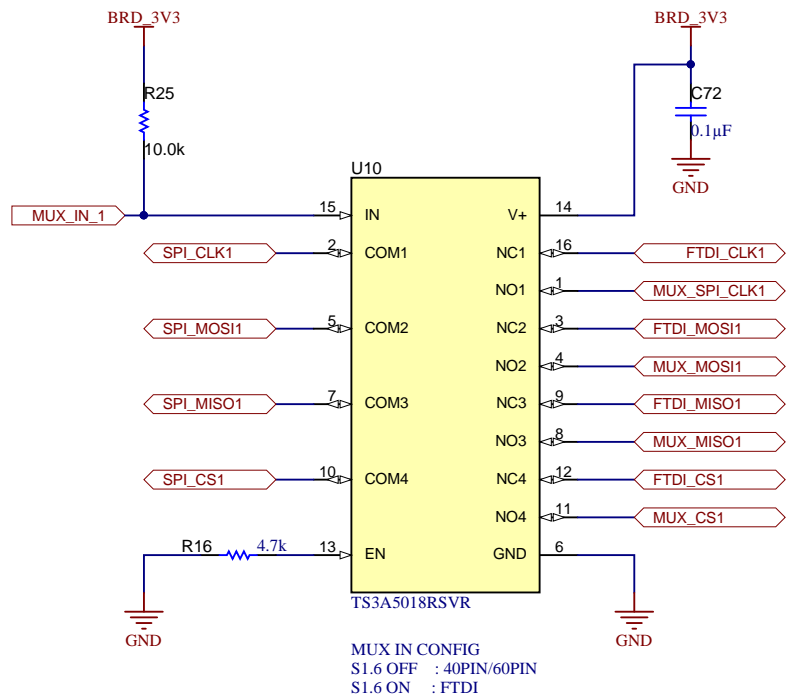 BRD_3V3
BRD_3V3
R25
C72
0.1µF
10.0k
GND
U10
MUX_IN_1
15
IN
V+
14
SPI_CLK1
2
COM1
NC1
16
FTDI_CLK1
NO1
1
MUX_SPI_CLK1
SPI_MOSI1
5
COM2
NC2
3
FTDI_MOSI1
NO2
4
MUX_MOSI1
SPI_MISO1
7
COM3
NC3
9
FTDI_MISO1
NO3
8
MUX_MISO1
SPI_CS1
10
COM4
NC4
12
FTDI_CS1
NO4
11
MUX_CS1
R16
4.7k
13
EN
GND
6
TS3A5018RSVR
GND
GND
MUX IN CONFIG
S1.6 OFF : 40PIN/60PIN
S1.6 ON : FTDI